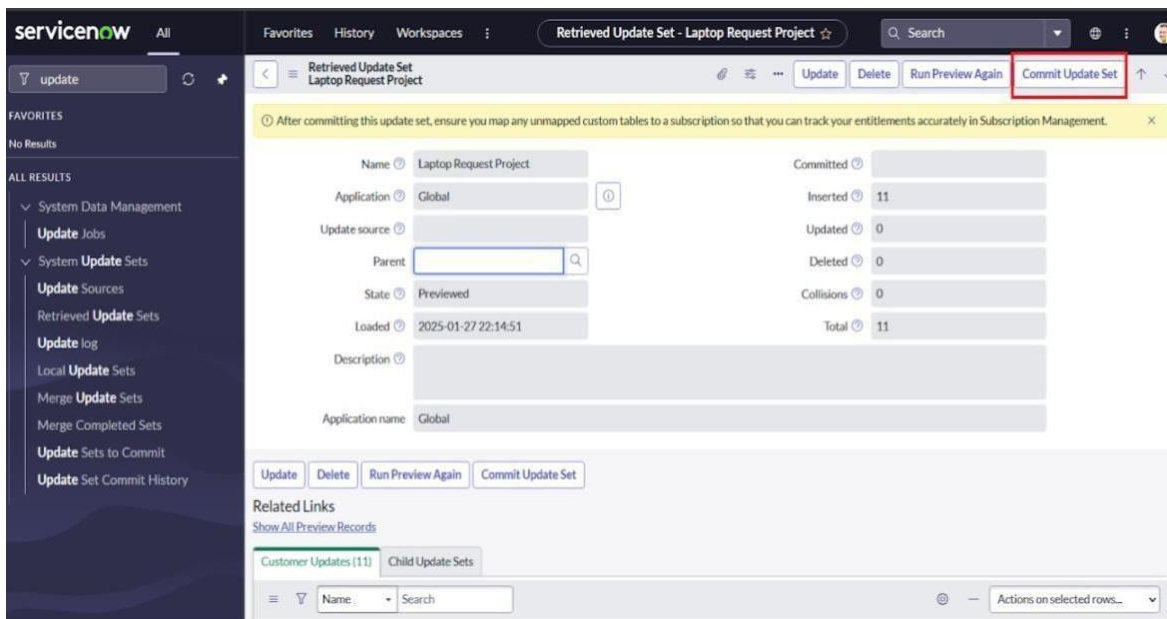 servicenow All Favorites History Workspaces Retrieved Update Set - Laptop Request Project Search
update
Retrieved Update Set
Laptop Request Project
Update Delete Run Preview Again Commit Update Set
FAVORITES
No Results
ALL RESULTS
System Data Management
Update Jobs
System Update Sets
Update Sources
Retrieved Update Sets
Update log
Local Update Sets
Merge Update Sets
Merge Completed Sets
Update Sets to Commit
Update Set Commit History
After committing this update set, ensure you map any unmapped custom tables to a subscription so that you can track your entitlements accurately in Subscription Management.
Name Laptop Request Project
Application Global
Update source
Parent
State Previewed
Loaded 2025-01-27 22:14:51
Committed
Inserted 11
Updated 0
Deleted 0
Collisions 0
Total 11
Description
Application name Global
Update Delete Run Preview Again Commit Update Set
Related Links
Show All Preview Records
Customer Updates (11) Child Update Sets
Name Search Actions on selected rows...